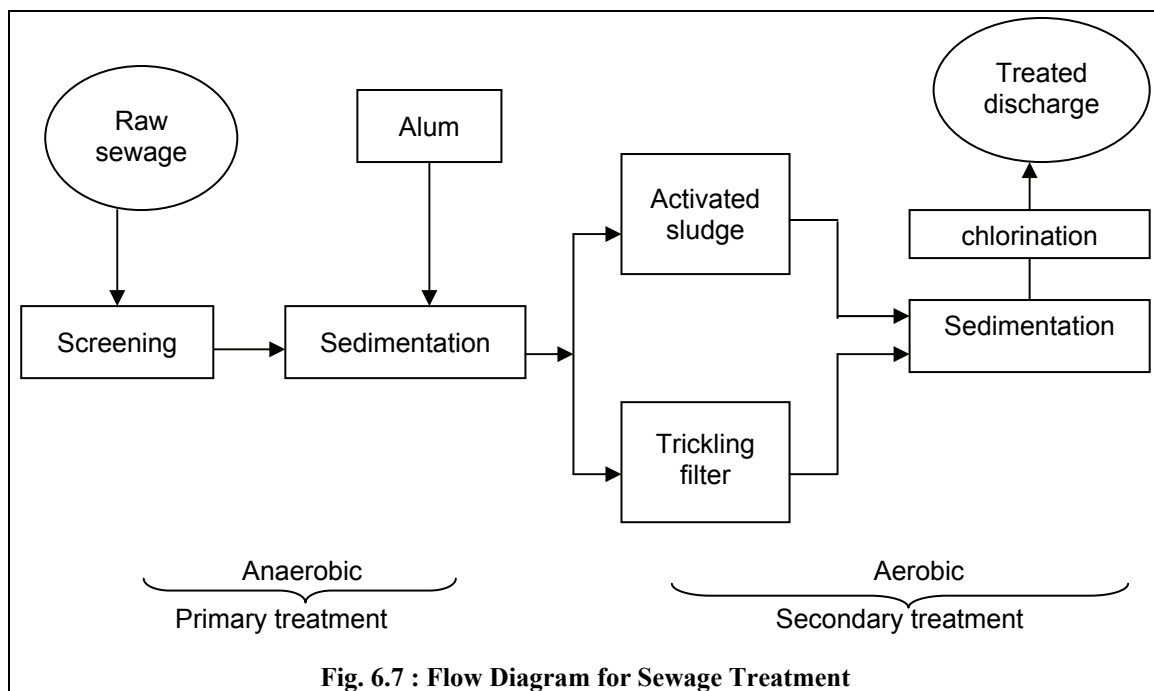 Raw
sewage
Alum
Treated
discharge
Activated
sludge
chlorination
Screening
Sedimentation
Sedimentation
Trickling
filter
Anaerobic
Primary treatment
Aerobic
Secondary treatment
Fig. 6.7 : Flow Diagram for Sewage Treatment